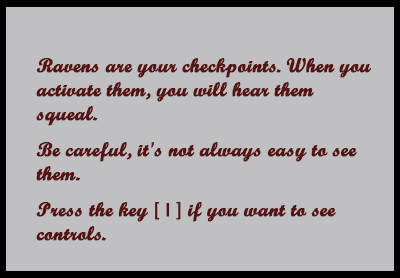 Ravens are your checkpoints. When you
activate them, you will hear them
squeal.
Be careful, it's not always easy to see
them.
Press the key [ | ] if you want to see
controls.